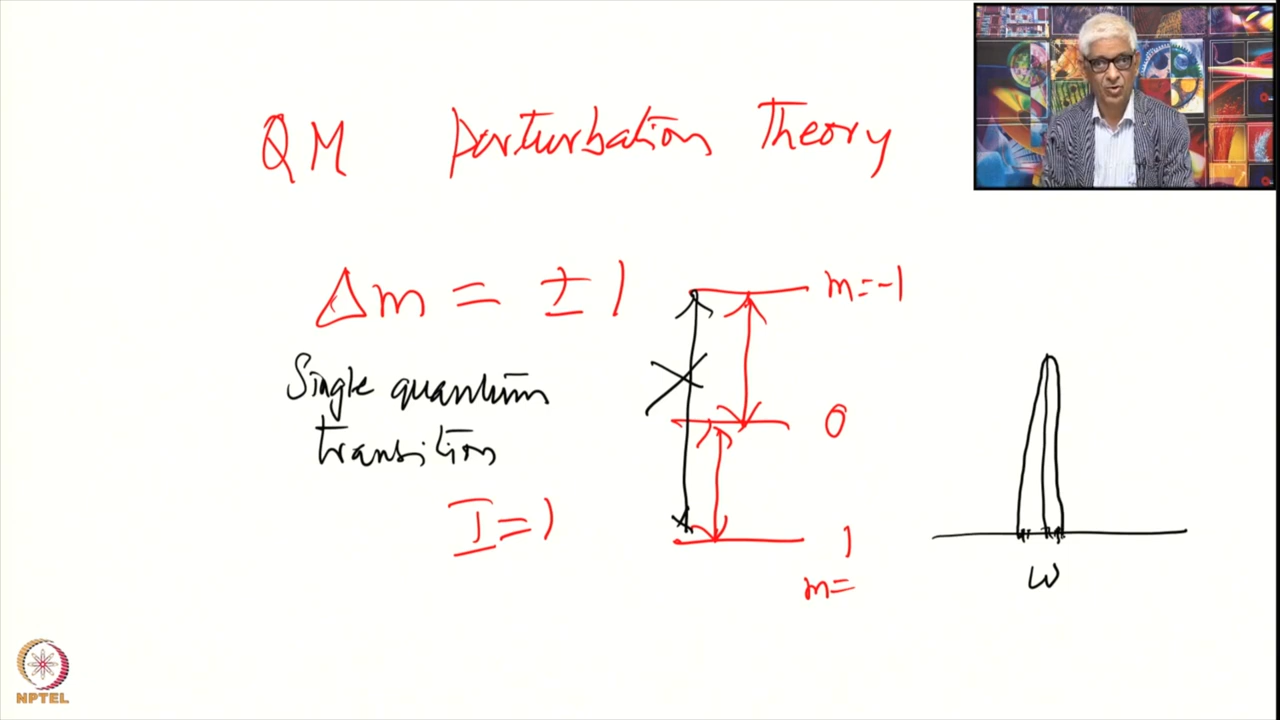 QM perturbation Theory
Δm = ±1
m=-1
Single quantum
transition
0
I=1
1
m=
ω
NPTEL